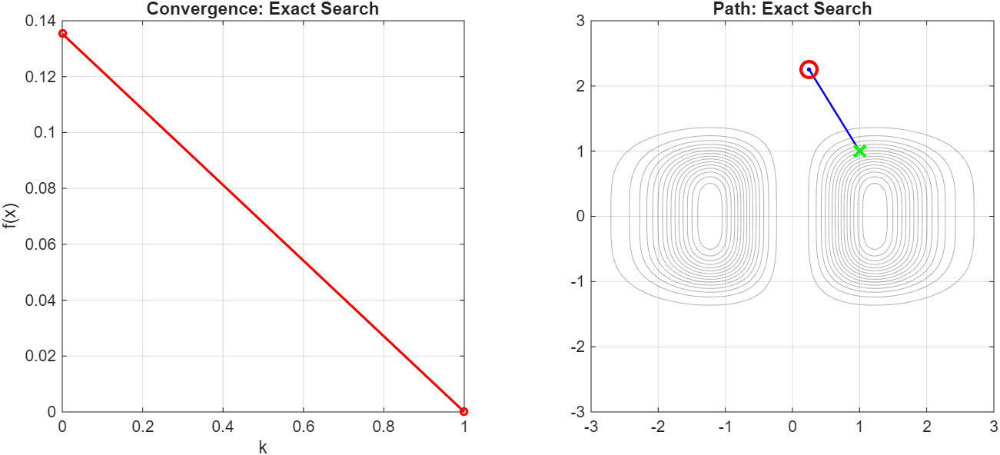 Convergence: Exact Search
0.14
0.12
0.1
0.08
0.06
0.04
0.02
0
f(x)
0 0.2 0.4 0.6 0.8 1
k
Path: Exact Search
3
2
1
0
-1
-2
-3
-3 -2 -1 0 1 2 3